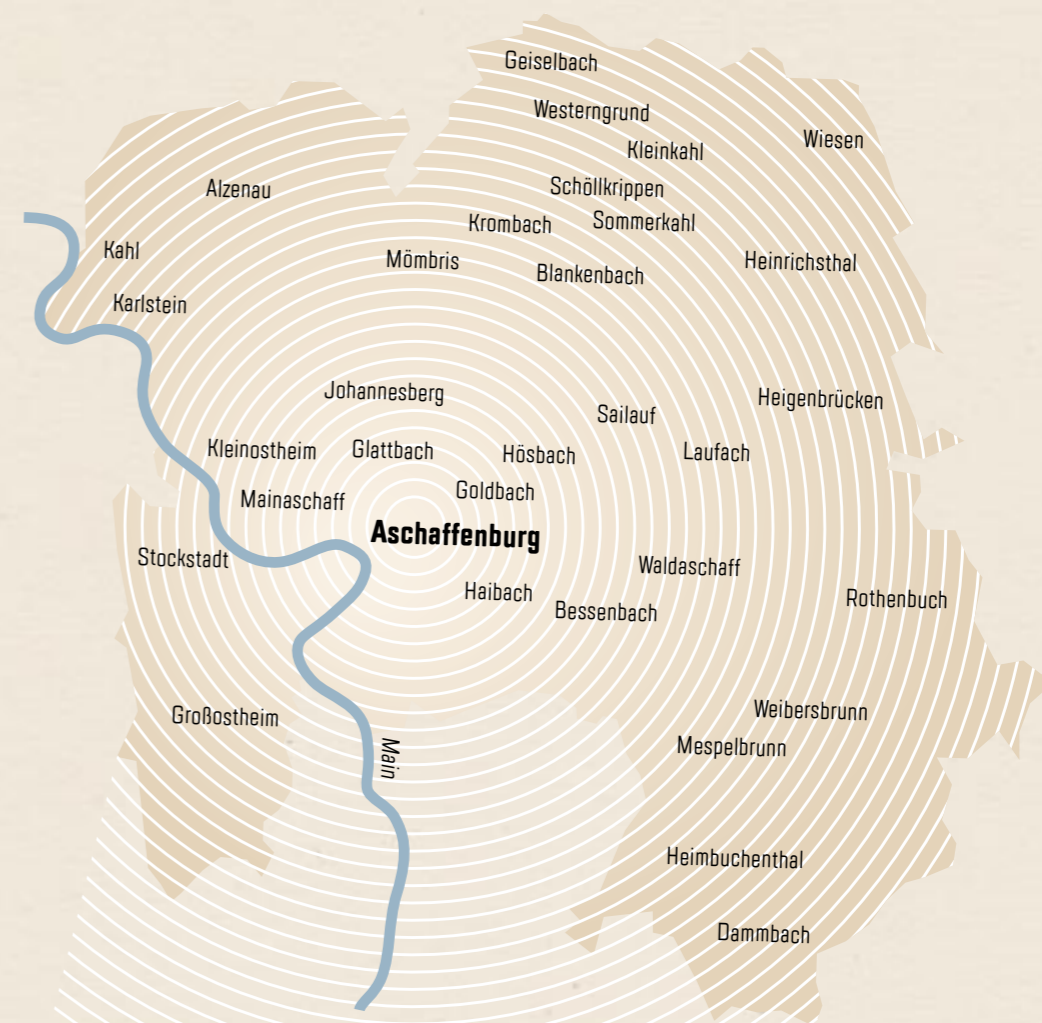 Geiselbach
Westerngrund
Wiesen
Kleinkahl
Alzenau
Schöllkrippen
Krombach
Sommerkahl
Kahl
Mömbris
Heinrichsthal
Blankenbach
Karlstein
Johannesberg
Heigenbrücken
Sailauf
Kleinostheim
Glattbach
Hösbach
Laufach
Mainaschaff
Goldbach
Aschaffenburg
Stockstadt
Waldaschaff
Haibach
Rothenbuch
Bessenbach
Großostheim
Weibersbrunn
Mespelbrunn
Main
Heimbuchenthal
Dammbach